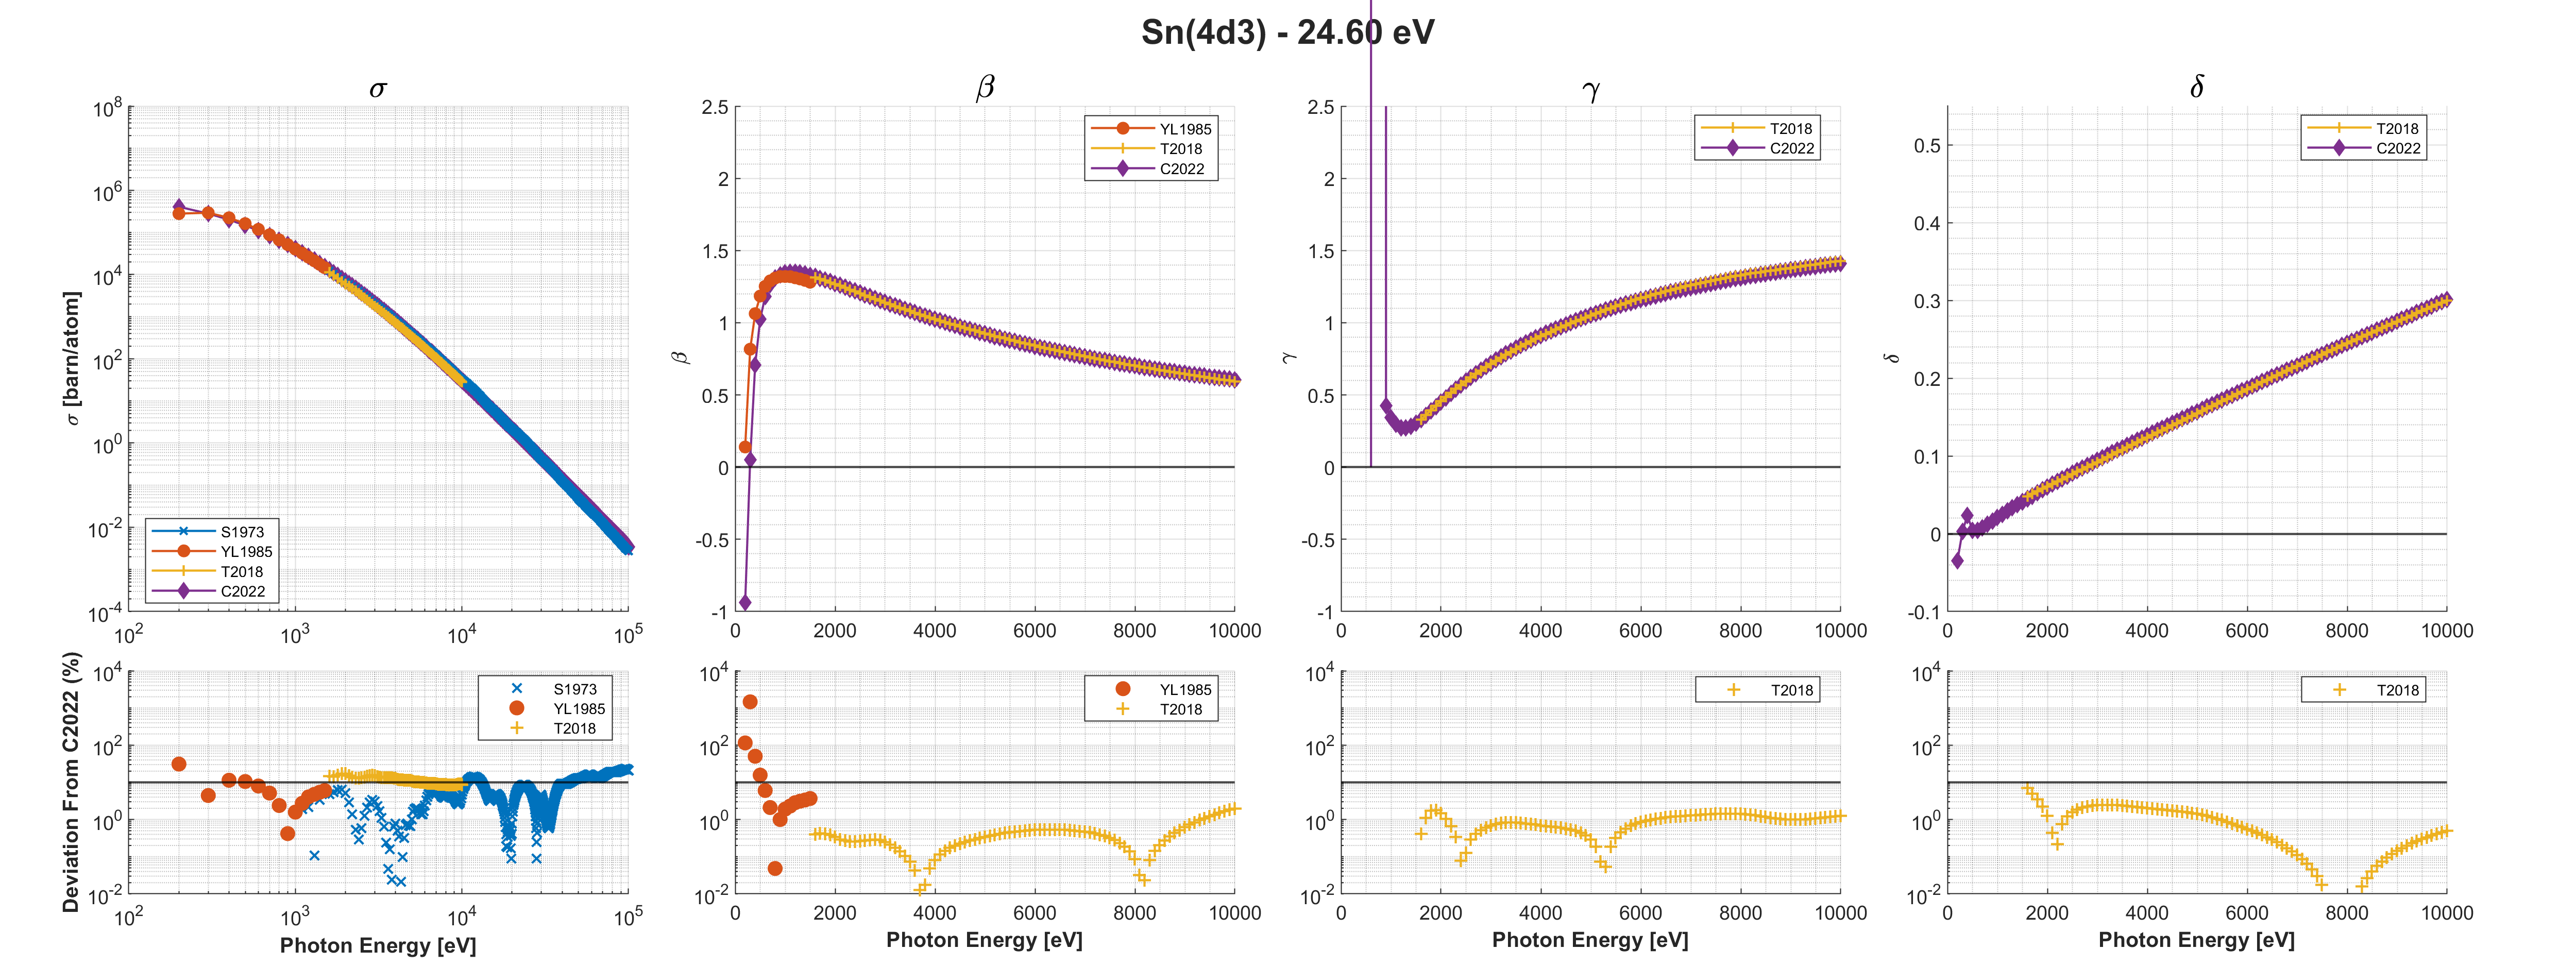 Sn(4d3) - 24.60 eV
σ
σ [barn/atom]
10^8
10^6
10^4
10^2
10^0
10^-2
10^-4
10^2
10^3
10^4
10^5
S1973
YL1985
T2018
C2022
β
β
2.5
2
1.5
1
0.5
0
-0.5
-1
0
2000
4000
6000
8000
10000
YL1985
T2018
C2022
γ
γ
2.5
2
1.5
1
0.5
0
-0.5
-1
0
2000
4000
6000
8000
10000
T2018
C2022
δ
δ
0.5
0.4
0.3
0.2
0.1
0
-0.1
0
2000
4000
6000
8000
10000
T2018
C2022
Deviation From C2022 (%)
10^4
10^2
10^0
10^-2
10^2
10^3
10^4
10^5
Photon Energy [eV]
S1973
YL1985
T2018
10^4
10^2
10^0
10^-2
0
2000
4000
6000
8000
10000
Photon Energy [eV]
YL1985
T2018
10^4
10^2
10^0
10^-2
0
2000
4000
6000
8000
10000
Photon Energy [eV]
T2018
10^4
10^2
10^0
10^-2
0
2000
4000
6000
8000
10000
Photon Energy [eV]
T2018